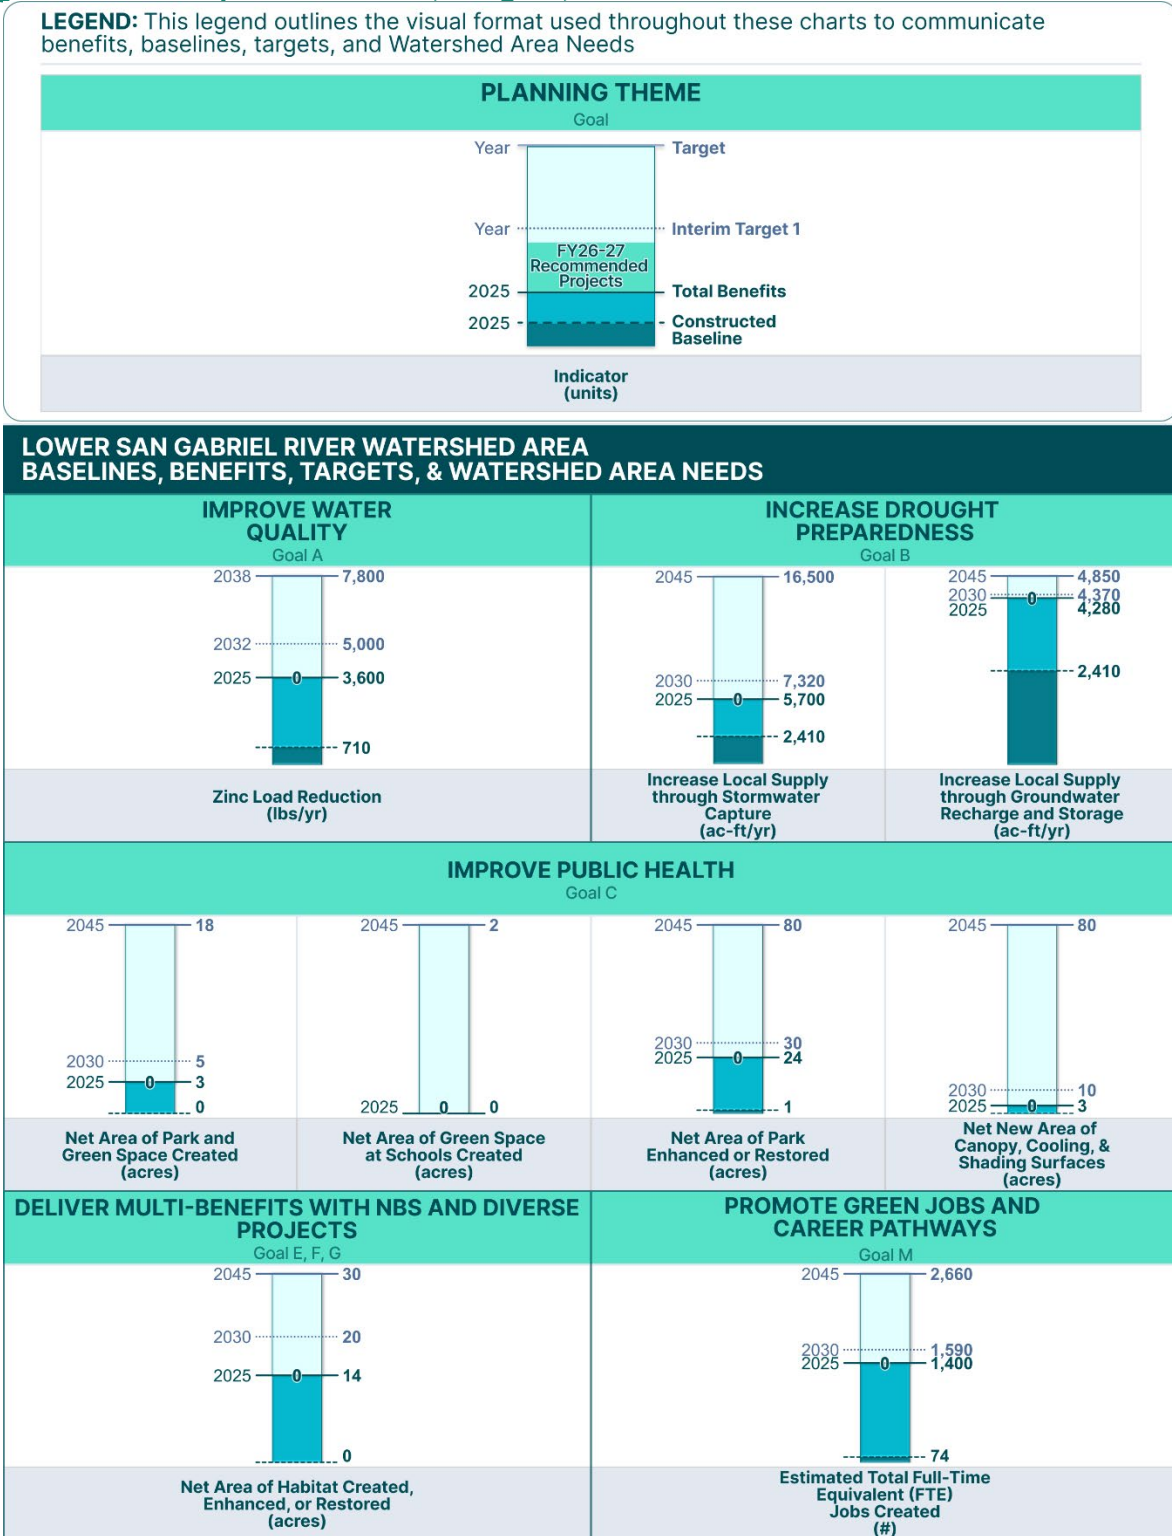 LEGEND: This legend outlines the visual format used throughout these charts to communicate
benefits, baselines, targets, and Watershed Area Needs
PLANNING THEME
Goal
Year
Target
Year
Interim Target 1
FY26-27
Recommended
Projects
2025
Total Benefits
2025
Constructed
Baseline
Indicator
(units)
LOWER SAN GABRIEL RIVER WATERSHED AREA
BASELINES, BENEFITS, TARGETS, & WATERSHED AREA NEEDS
IMPROVE WATER
QUALITY
Goal A
2038 7,800
2032 5,000
2025 0 3,600
710
Zinc Load Reduction
(lbs/yr)
INCREASE DROUGHT
PREPAREDNESS
Goal B
2045 16,500
2030 7,320
2025 0 5,700
2,410
Increase Local Supply
through Stormwater
Capture
(ac-ft/yr)
2045 4,850
2030 4,370
2025 0 4,280
2,410
Increase Local Supply
through Groundwater
Recharge and Storage
(ac-ft/yr)
IMPROVE PUBLIC HEALTH
Goal C
2045 18
2030 5
2025 0 3
0
Net Area of Park and
Green Space Created
(acres)
2045 2
2025 0 0
Net Area of Green Space
at Schools Created
(acres)
2045 80
2030 30
2025 0 24
1
Net Area of Park
Enhanced or Restored
(acres)
2045 80
2030 10
2025 0 3
Net New Area of
Canopy, Cooling, &
Shading Surfaces
(acres)
DELIVER MULTI-BENEFITS WITH NBS AND DIVERSE
PROJECTS
Goal E, F, G
2045 30
2030 20
2025 0 14
0
Net Area of Habitat Created,
Enhanced, or Restored
(acres)
PROMOTE GREEN JOBS AND
CAREER PATHWAYS
Goal M
2045 2,660
2030 1,590
2025 0 1,400
74
Estimated Total Full-Time
Equivalent (FTE)
Jobs Created
(#)